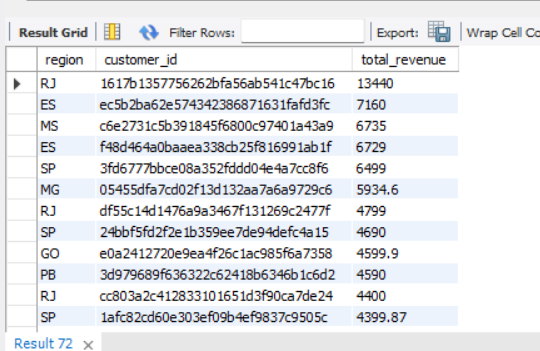 Result Grid Filter Rows: Export: Wrap Cell Co
region customer_id total_revenue
RJ 1617b1357756262bfa56ab541c47bc16 13440
ES ec5b2ba62e574342386871631fafd3fc 7160
MS c6e2731c5b391845f6800c97401a43a9 6735
ES f48d464a0baaea338cb25f816991ab1f 6729
SP 3fd6777bbce08a352fddd04e4a7cc8f6 6499
MG 05455dfa7cd02f13d132aa7a6a9729c6 5934.6
RJ df55c14d1476a9a3467f131269c2477f 4799
SP 24bbf5fd2f2e1b359ee7de94defc4a15 4690
GO e0a2412720e9ea4f26c1ac985f6a7358 4599.9
PB 3d979689f636322c62418b6346b1c6d2 4590
RJ cc803a2c412833101651d3f90ca7de24 4400
SP 1afc82cd60e303ef09b4ef9837c9505c 4399.87
Result 72